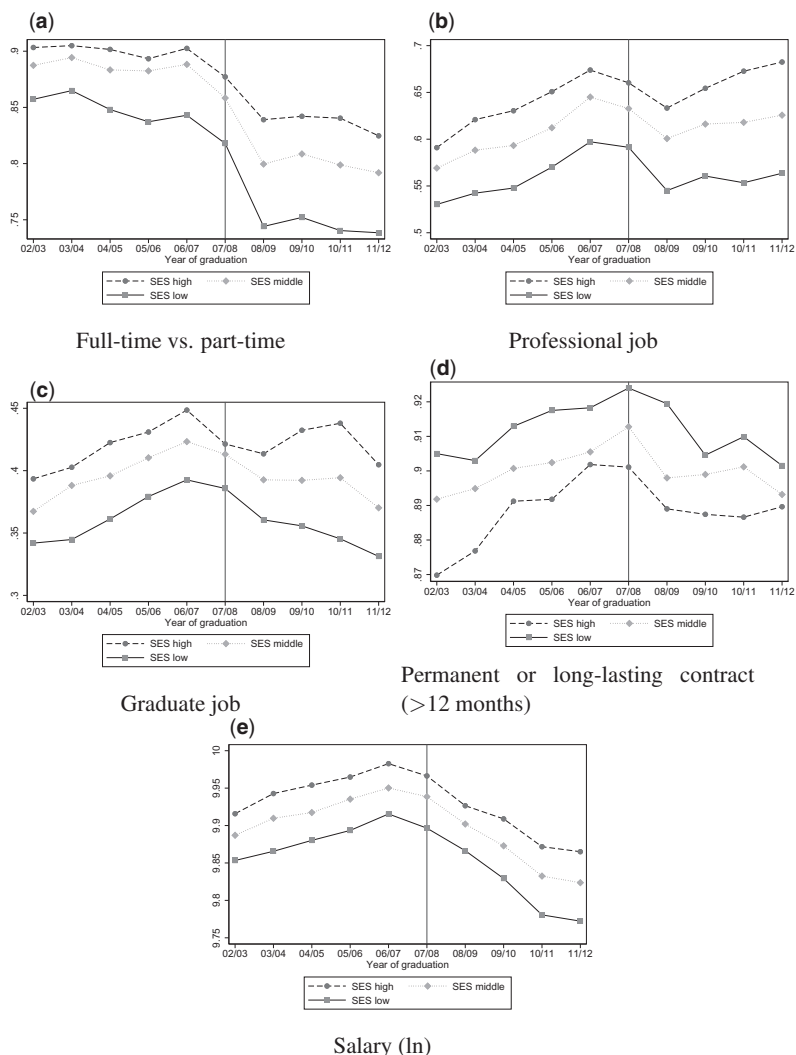 (a)
.9
.85
.8
.75
02/03 03/04 04/05 05/06 06/07 07/08 08/09 09/10 10/11 11/12
Year of graduation
SES high SES middle
SES low
Full-time vs. part-time
(b)
.7
.65
.6
.55
.5
02/03 03/04 04/05 05/06 06/07 07/08 08/09 09/10 10/11 11/12
Year of graduation
SES high SES middle
SES low
Professional job
(c)
.45
.4
.35
.3
02/03 03/04 04/05 05/06 06/07 07/08 08/09 09/10 10/11 11/12
Year of graduation
SES high SES middle
SES low
Graduate job
(d)
.92
.91
.9
.89
.88
.87
02/03 03/04 04/05 05/06 06/07 07/08 08/09 09/10 10/11 11/12
Year of graduation
SES high SES middle
SES low
Permanent or long-lasting contract
(>12 months)
(e)
10
9.95
9.9
9.85
9.8
9.75
02/03 03/04 04/05 05/06 06/07 07/08 08/09 09/10 10/11 11/12
Year of graduation
SES high SES middle
SES low
Salary (ln)